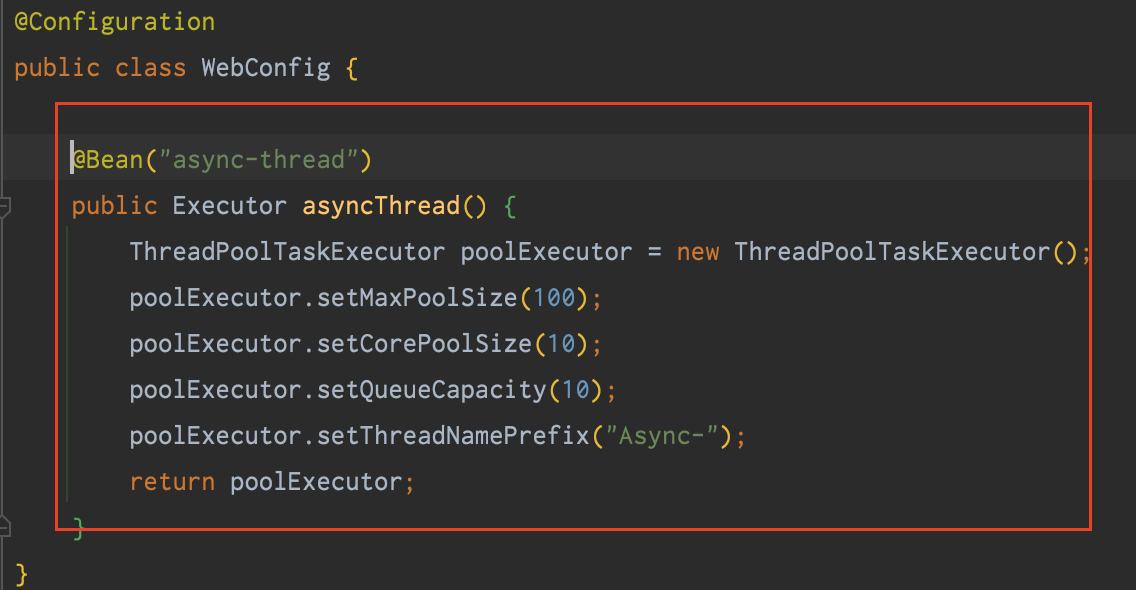 @Configuration
public class WebConfig {
@Bean("async-thread")
public Executor asyncThread() {
ThreadPoolTaskExecutor poolExecutor = new ThreadPoolTaskExecutor();
poolExecutor.setMaxPoolSize(100);
poolExecutor.setCorePoolSize(10);
poolExecutor.setQueueCapacity(10);
poolExecutor.setThreadNamePrefix("Async-");
return poolExecutor;
}
}